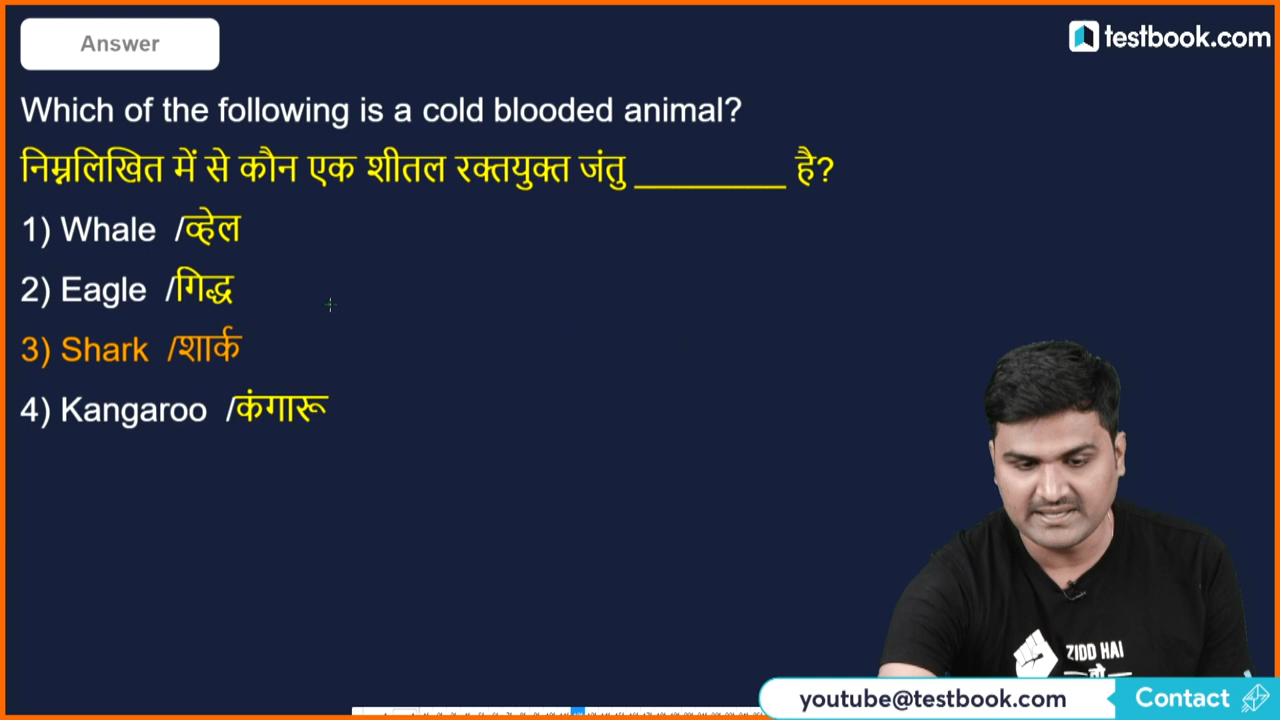 Answer
testbook.com
Which of the following is a cold blooded animal?
निम्नलिखित में से कौन एक शीतल रक्तयुक्त जंतु ________ है?
1) Whale /व्हेल
2) Eagle /गिद्ध
3) Shark /शार्क
4) Kangaroo /कंगारू
ZIDD HAI
तो
youtube@testbook.com
Contact